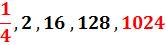 1/4 , 2 , 16 , 128 , 1024